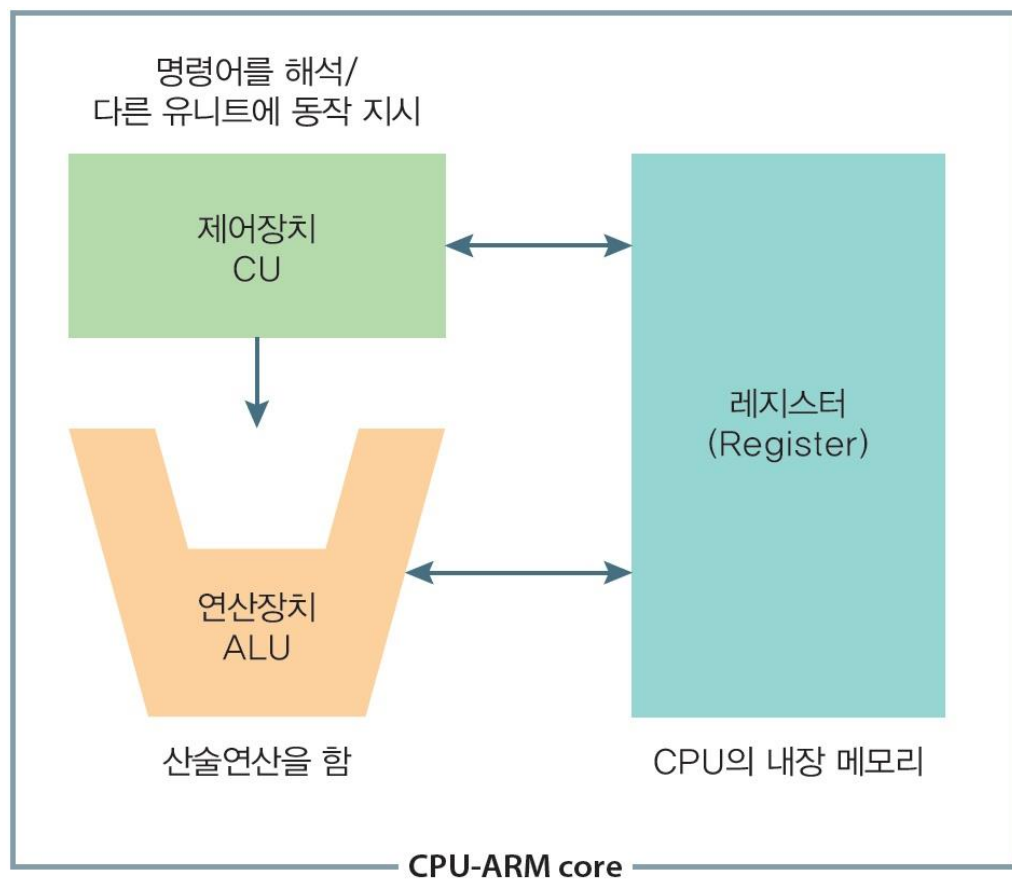 명령어를 해석/
다른 유니트에 동작 지시
제어장치
CU
레지스터
(Register)
연산장치
ALU
산술연산을 함
CPU의 내장 메모리
CPU-ARM core